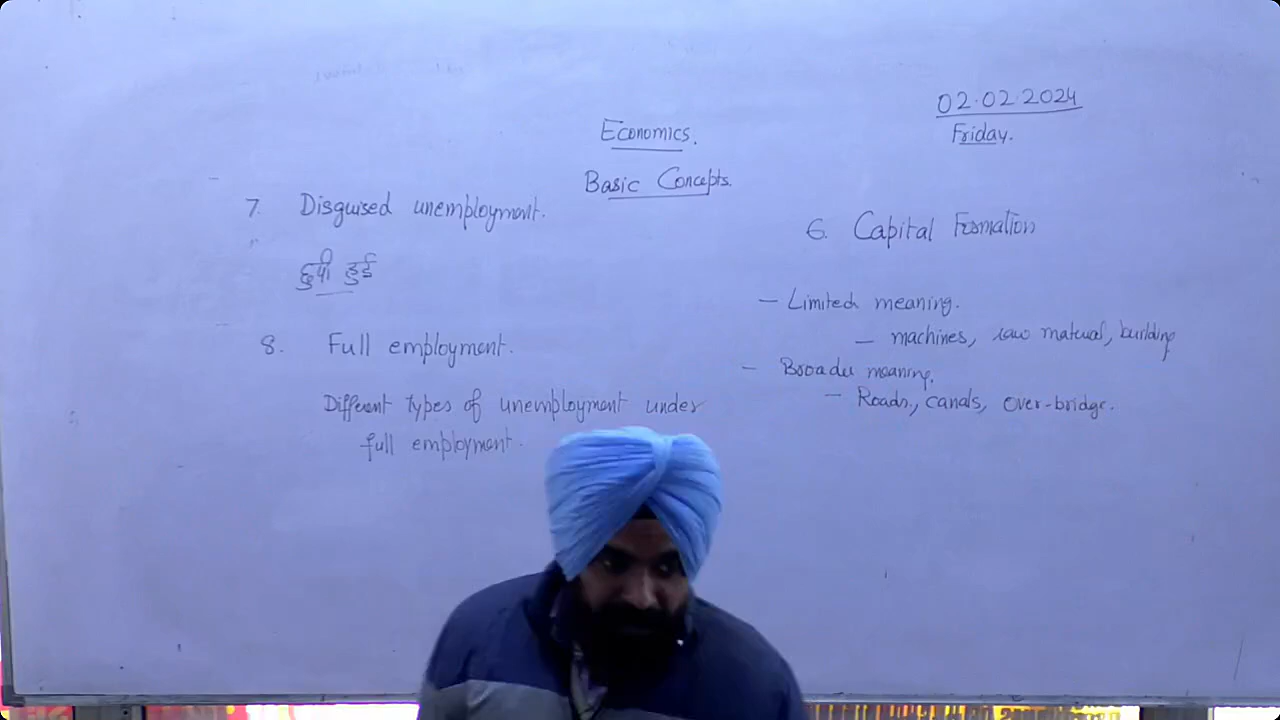 02.02.2024
Friday.
Economics.
Basic Concepts.
6. Capital Formation
- Limited meaning.
- machines, raw material, building
- Broader meaning.
- Roads, canals, over-bridge.
7. Disguised unemployment.
छुपी हुई
8. Full employment.
Different types of unemployment under
full employment.